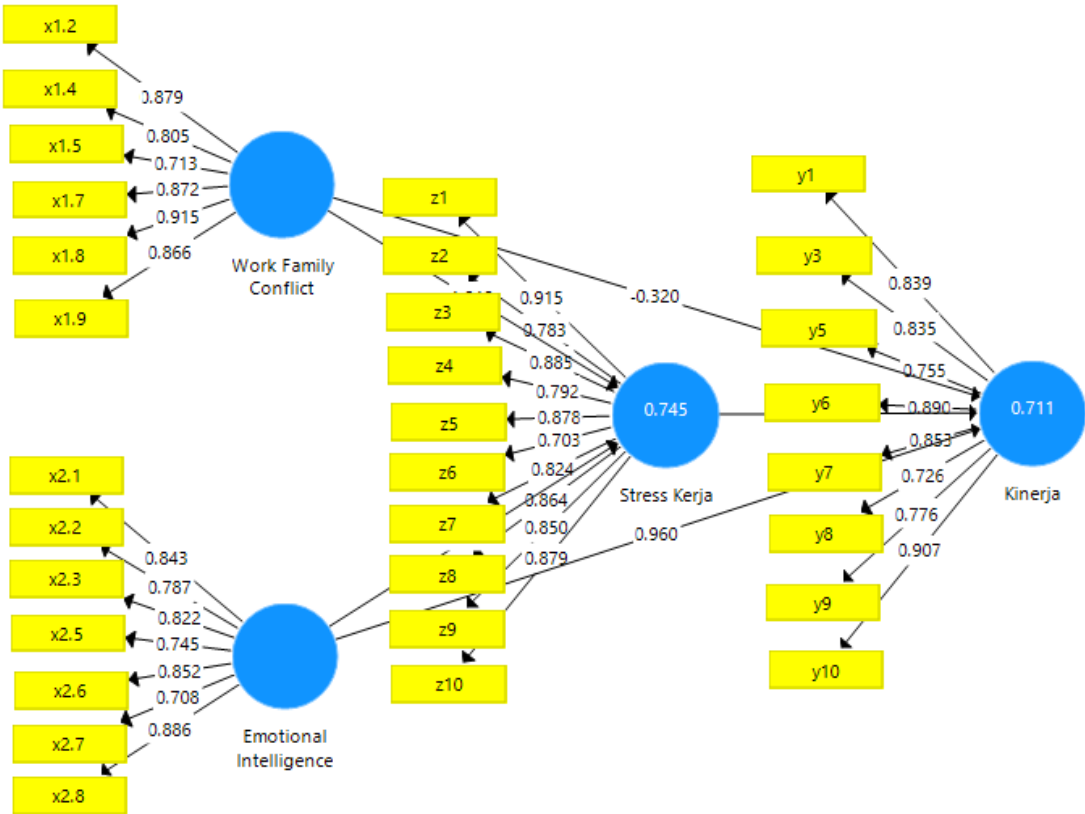 x1.2
x1.4
x1.5
x1.7
x1.8
x1.9
0.879
0.805
0.713
0.872
0.915
0.866
Work Family
Conflict
x2.1
x2.2
x2.3
x2.5
x2.6
x2.7
x2.8
0.843
0.787
0.822
0.745
0.852
0.708
0.886
Emotional
Intelligence
z1
z2
z3
z4
z5
z6
z7
z8
z9
z10
0.915
0.783
0.885
0.792
0.878
0.703
0.824
0.864
0.850
0.879
0.745
Stress Kerja
-0.320
0.960
y1
y3
y5
y6
y7
y8
y9
y10
0.839
0.835
0.755
0.890
0.853
0.726
0.776
0.907
0.711
Kinerja